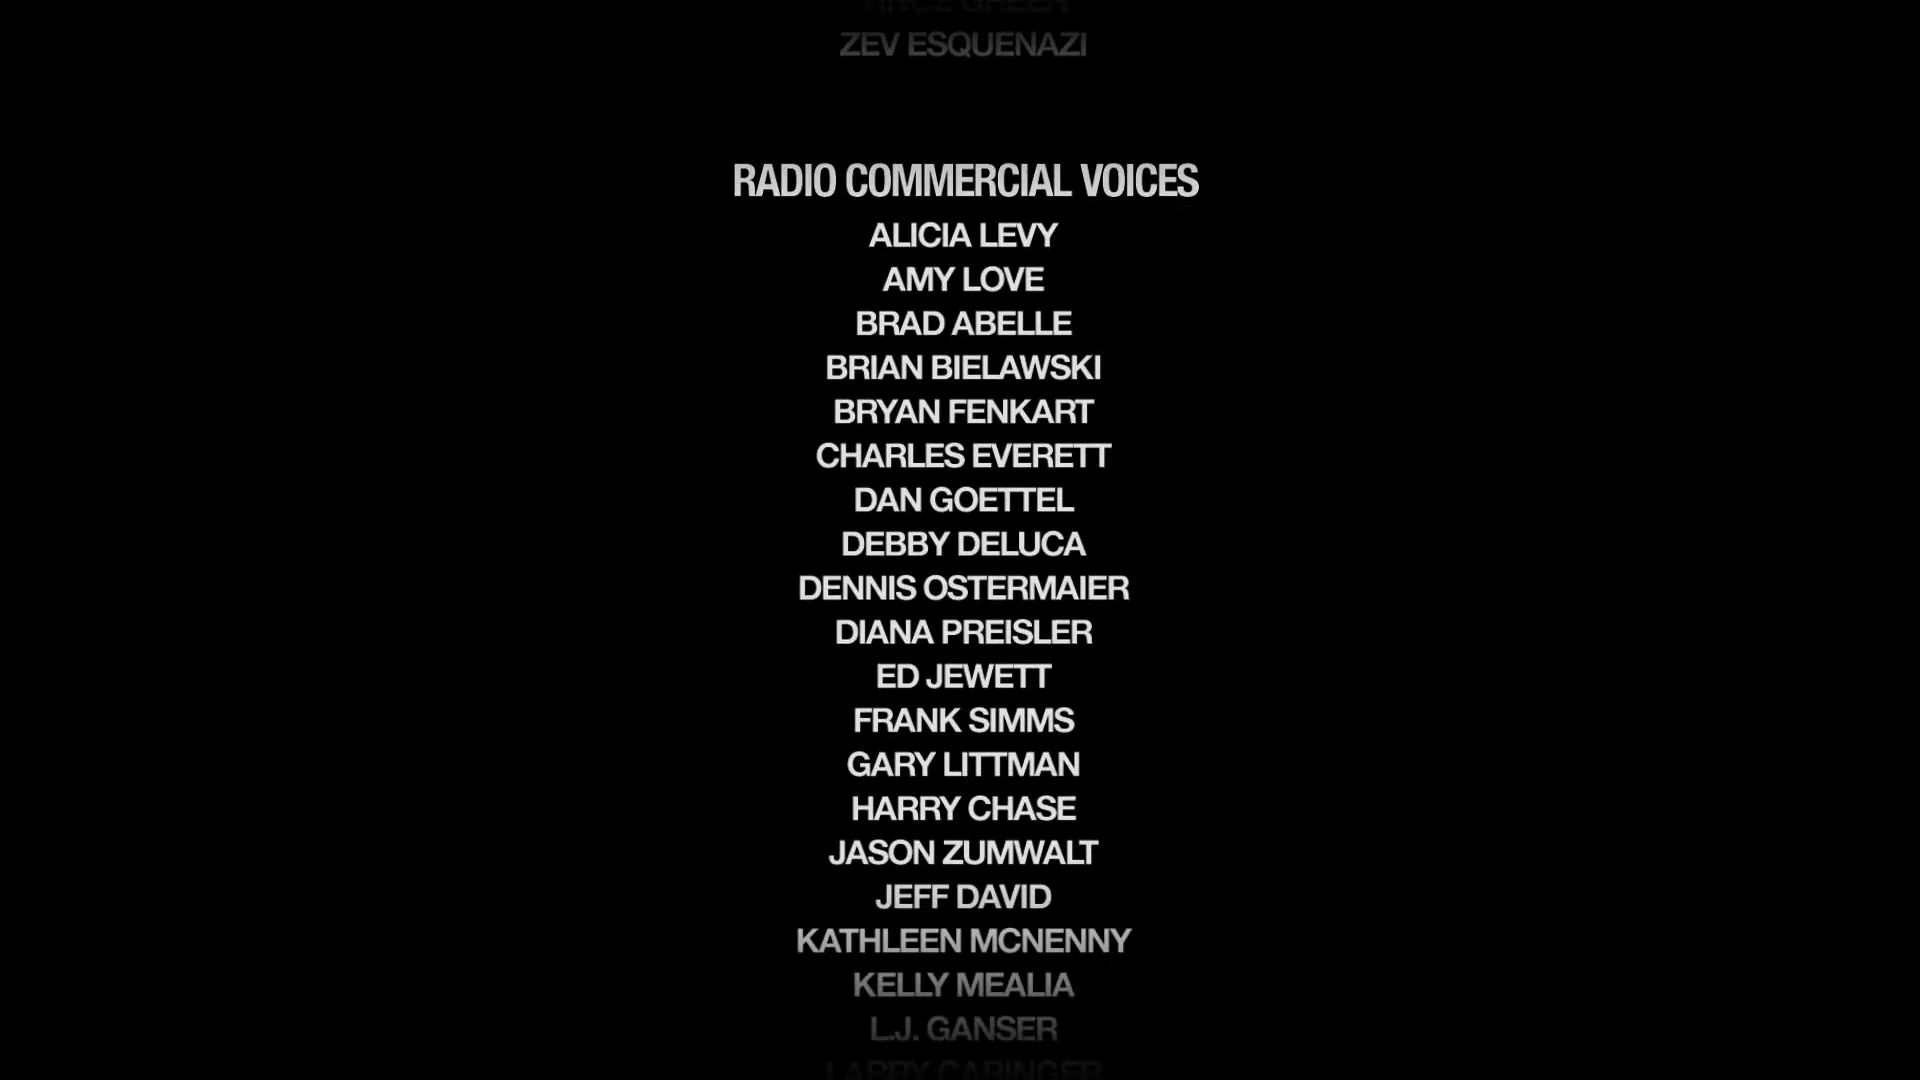 ZEV ESQUENAZI
RADIO COMMERCIAL VOICES
ALICIA LEVY
AMY LOVE
BRAD ABELLE
BRIAN BIELAWSKI
BRYAN FENKART
CHARLES EVERETT
DAN GOETTEL
DEBBY DELUCA
DENNIS OSTERMAIER
DIANA PREISLER
ED JEWETT
FRANK SIMMS
GARY LITTMAN
HARRY CHASE
JASON ZUMWALT
JEFF DAVID
KATHLEEN MCNENNY
KELLY MEALIA
L.J. GANSER
LARRY